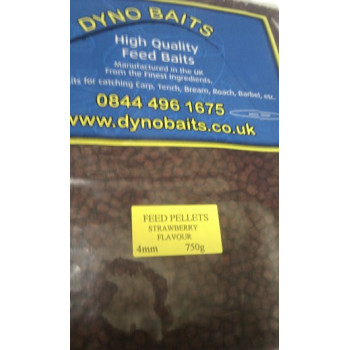 DYNO BAITS
High Quality
Feed Baits
Manufactured in the UK
From the Finest Ingredients.
its for catching Carp, Tench, Bream, Roach, Barbel, etc.
0844 496 1675
www.dynobaits.co.uk
FEED PELLETS
STRAWBERRY
FLAVOUR
4mm 750g